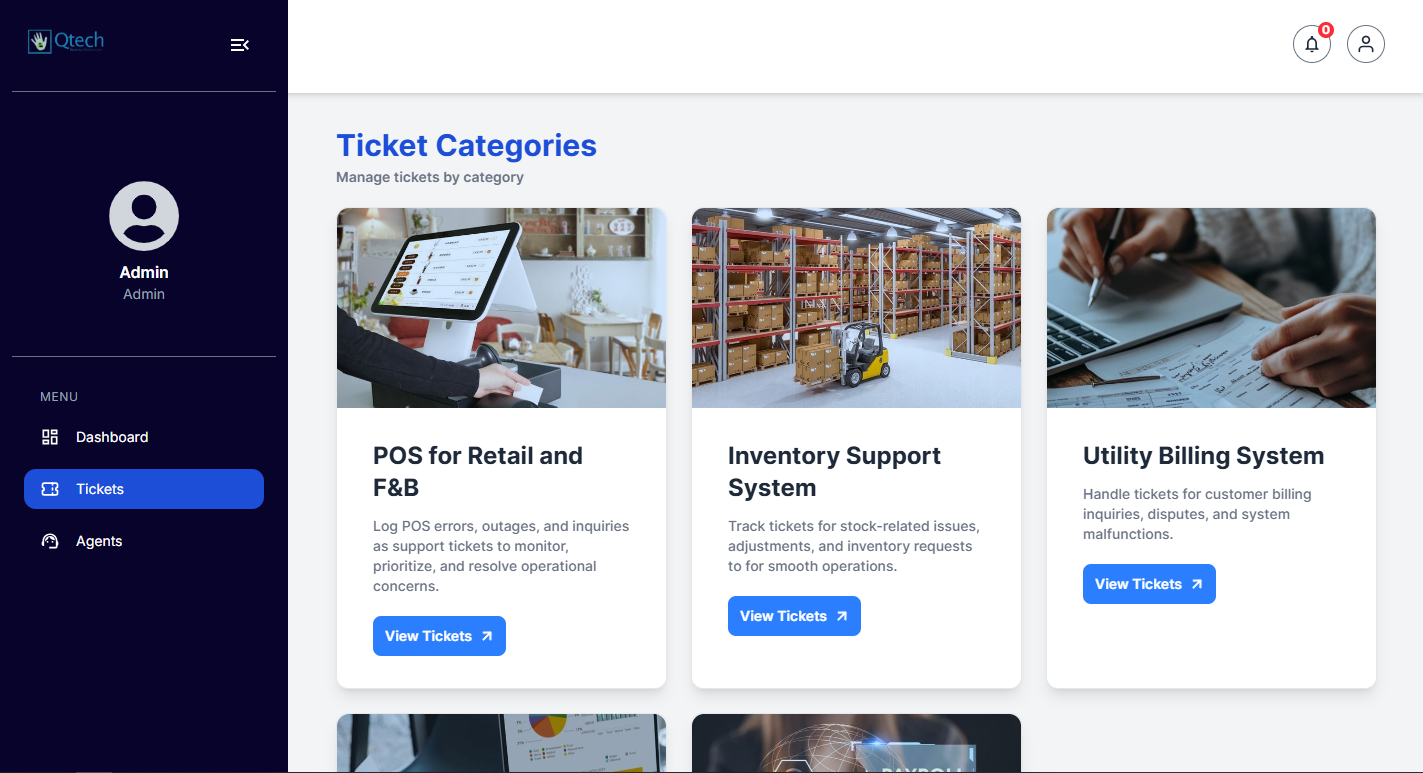 Qtech
0
Admin
Admin
MENU
Dashboard
Tickets
Agents
Ticket Categories
Manage tickets by category
POS for Retail and
F&B
Log POS errors, outages, and inquiries
as support tickets to monitor,
prioritize, and resolve operational
concerns.
View Tickets
Inventory Support
System
Track tickets for stock-related issues,
adjustments, and inventory requests
to for smooth operations.
View Tickets
Utility Billing System
Handle tickets for customer billing
inquiries, disputes, and system
malfunctions.
View Tickets
PAYROLL